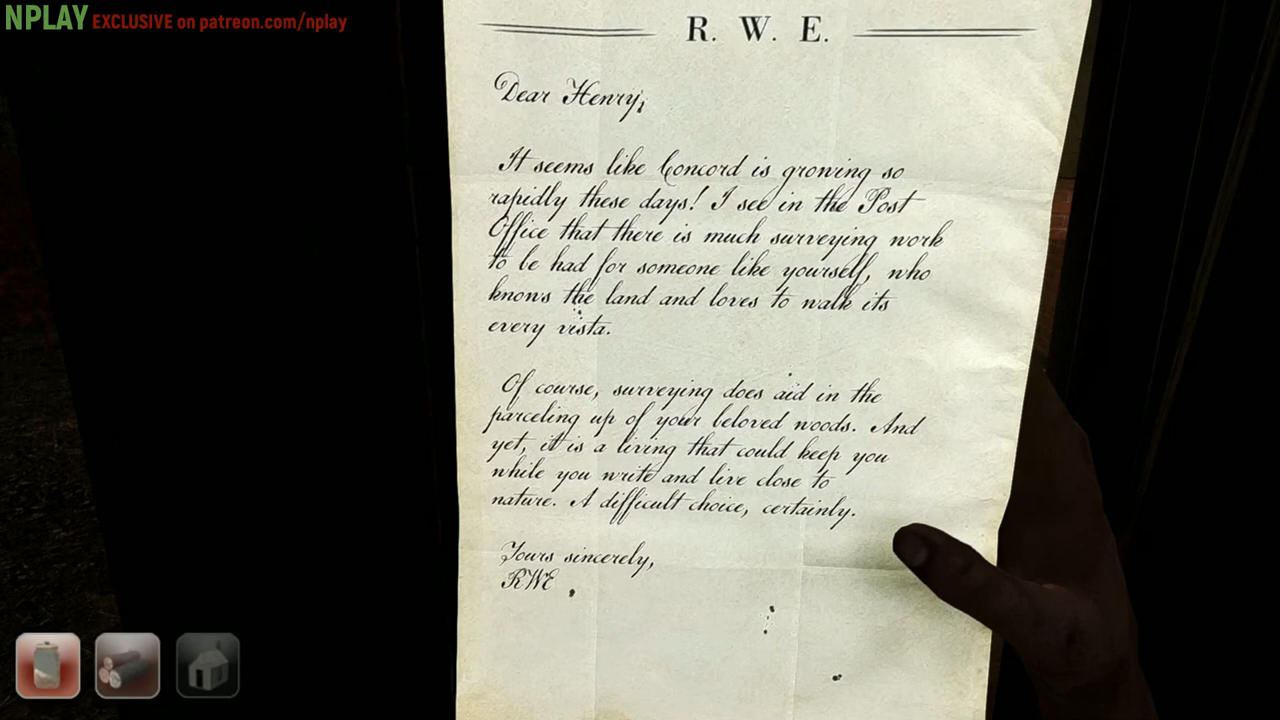 NPLAY EXCLUSIVE on patreon.com/nplay
R. W. E.
Dear Henry,
It seems like Concord is growing so
rapidly these days! I see in the Post
Office that there is much surveying work
to be had for someone like yourself, who
knows the land and loves to walk its
every vista.
Of course, surveying does aid in the
parceling up of your beloved woods. And
yet, it is a living that could keep you
while you write and live close to
nature. A difficult choice, certainly.
Yours sincerely,
RWE